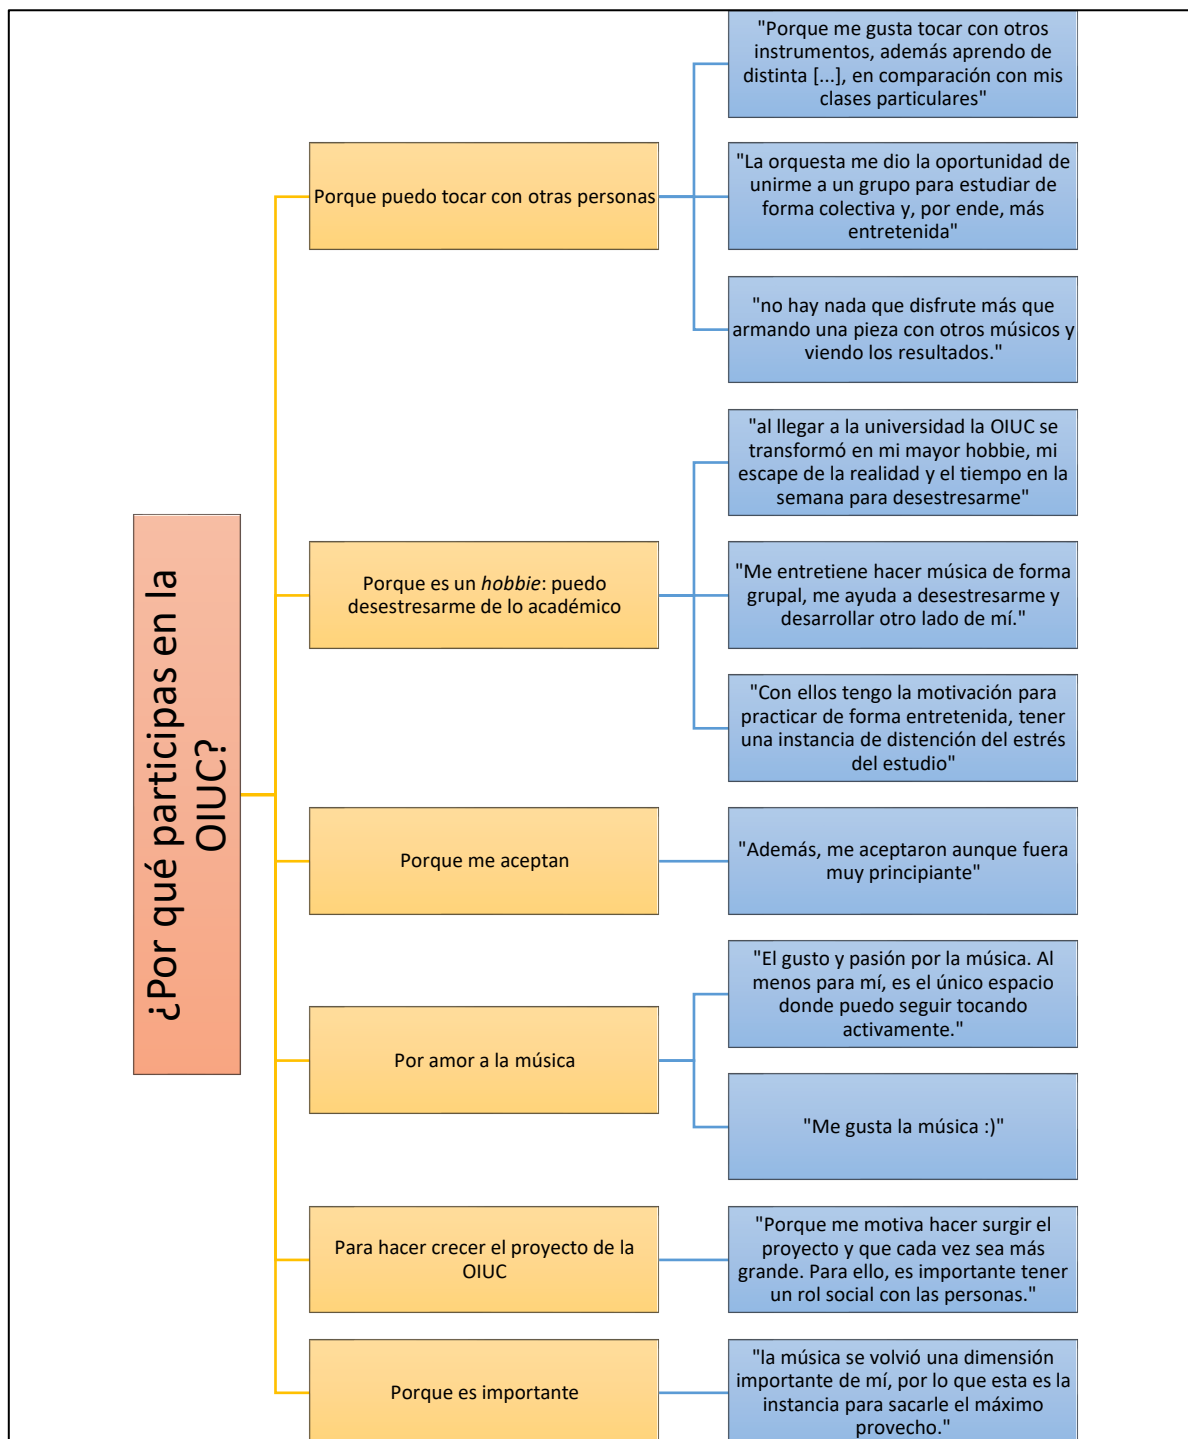 ¿Por qué participas en la
OIUC?
Porque puedo tocar con otras personas
"Porque me gusta tocar con otros
instrumentos, además aprendo de
distinta [...], en comparación con mis
clases particulares"
"La orquesta me dio la oportunidad de
unirme a un grupo para estudiar de
forma colectiva y, por ende, más
entretenida"
"no hay nada que disfrute más que
armando una pieza con otros músicos y
viendo los resultados."
Porque es un hobbie: puedo
desestresarme de lo académico
"al llegar a la universidad la OIUC se
transformó en mi mayor hobbie, mi
escape de la realidad y el tiempo en la
semana para desestresarme"
"Me entretiene hacer música de forma
grupal, me ayuda a desestresarme y
desarrollar otro lado de mí."
"Con ellos tengo la motivación para
practicar de forma entretenida, tener
una instancia de distención del estrés
del estudio"
Porque me aceptan
"Además, me aceptaron aunque fuera
muy principiante"
Por amor a la música
"El gusto y pasión por la música. Al
menos para mí, es el único espacio
donde puedo seguir tocando
activamente."
"Me gusta la música :)"
Para hacer crecer el proyecto de la
OIUC
"Porque me motiva hacer surgir el
proyecto y que cada vez sea más
grande. Para ello, es importante tener
un rol social con las personas."
Porque es importante
"la música se volvió una dimensión
importante de mí, por lo que esta es la
instancia para sacarle el máximo
provecho."